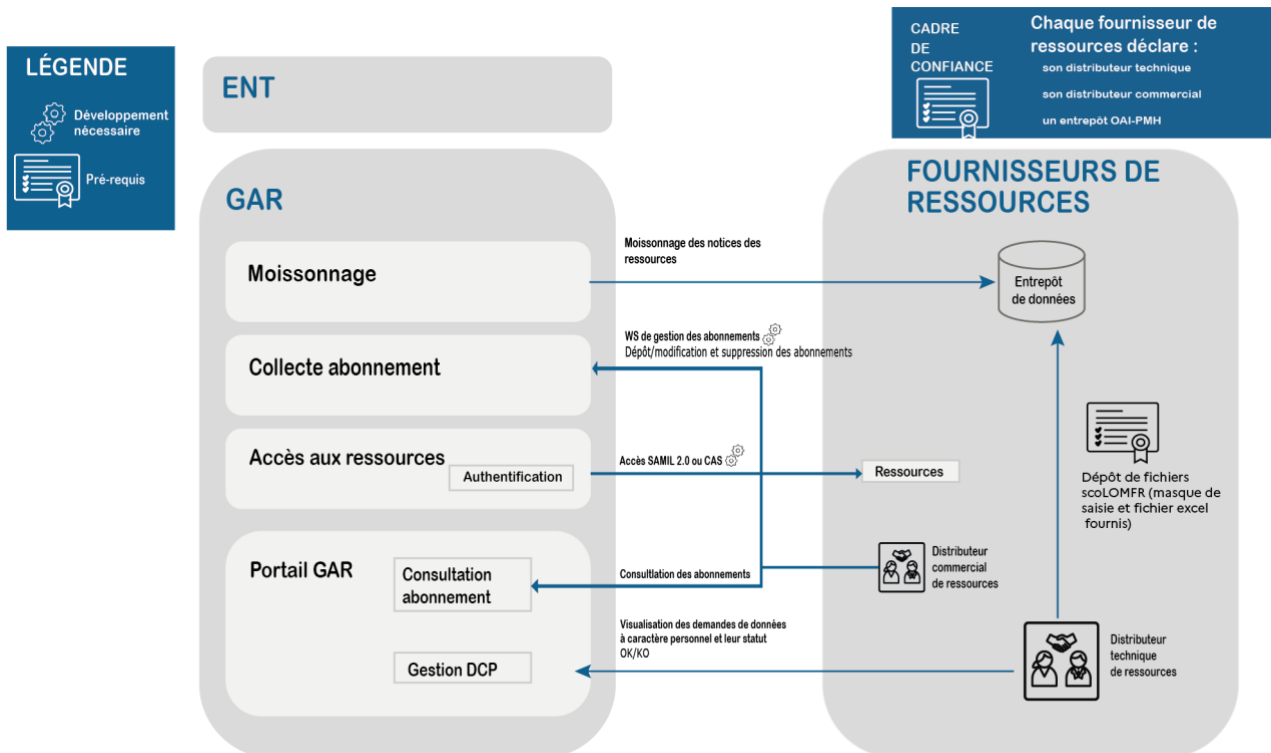 LÉGENDE
Développement
nécessaire
Pré-requis
ENT
CADRE
DE
CONFIANCE
Chaque fournisseur de
ressources déclare :
son distributeur technique
son distributeur commercial
un entrepôt OAI-PMH
GAR
FOURNISSEURS DE
RESSOURCES
Moissonnage
Moissonnage des notices des
ressources
Entrepôt
de données
Collecte abonnement
WS de gestion des abonnements
Dépôt/modification et suppression des abonnements
Accès aux ressources
Authentification
Accès SAMIL 2.0 ou CAS
Ressources
Dépôt de fichiers
scoLOMFR (masque de
saisie et fichier excel
fournis)
Portail GAR
Consultation
abonnement
Consultlation des abonnements
Distributeur
commercial
de ressources
Visualisation des demandes de données
à caractère personnel et leur statut
OK/KO
Gestion DCP
Distributeur
technique
de ressources